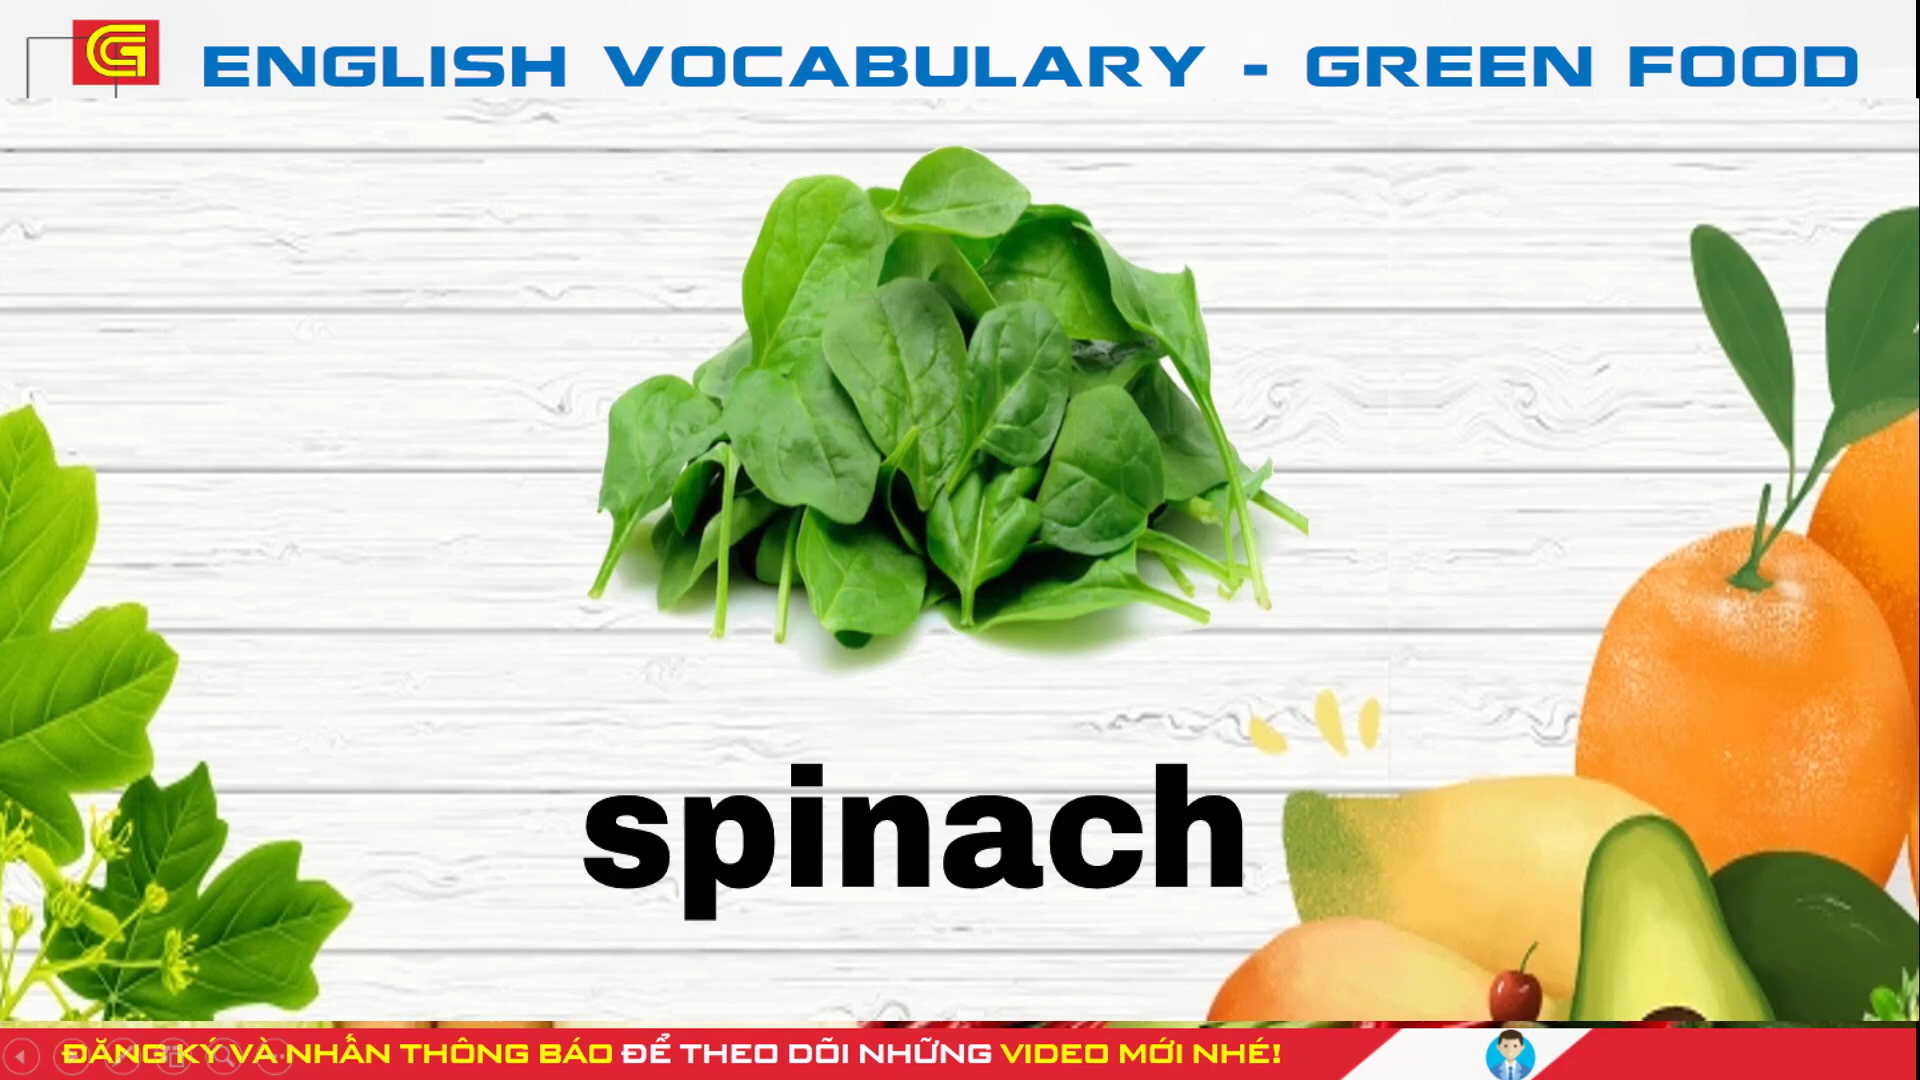 ENGLISH VOCABULARY - GREEN FOOD
spinach
ĐĂNG KÝ VÀ NHẤN THÔNG BÁO ĐỂ THEO DÕI NHỮNG VIDEO MỚI NHÉ!